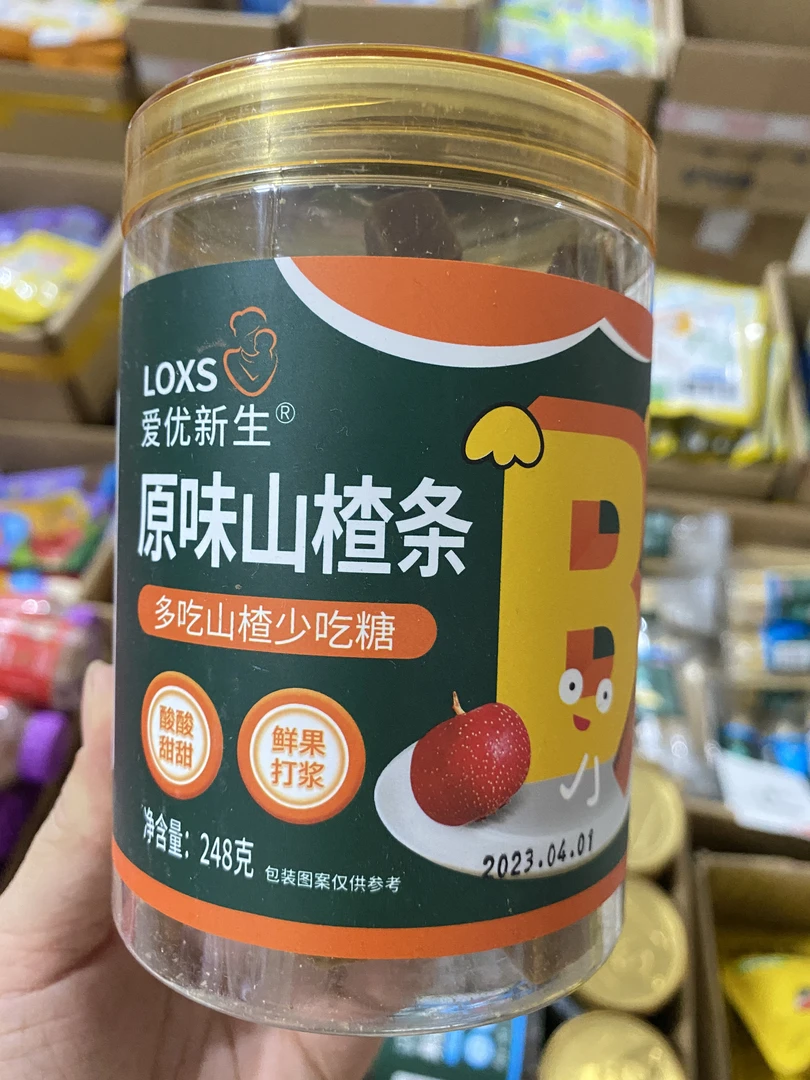 LOXS
爱优新生®
原味山楂条
多吃山楂少吃糖
酸酸
甜甜
鲜果
打浆
B
净含量：248克
包装图案仅供参考
2023.04.01